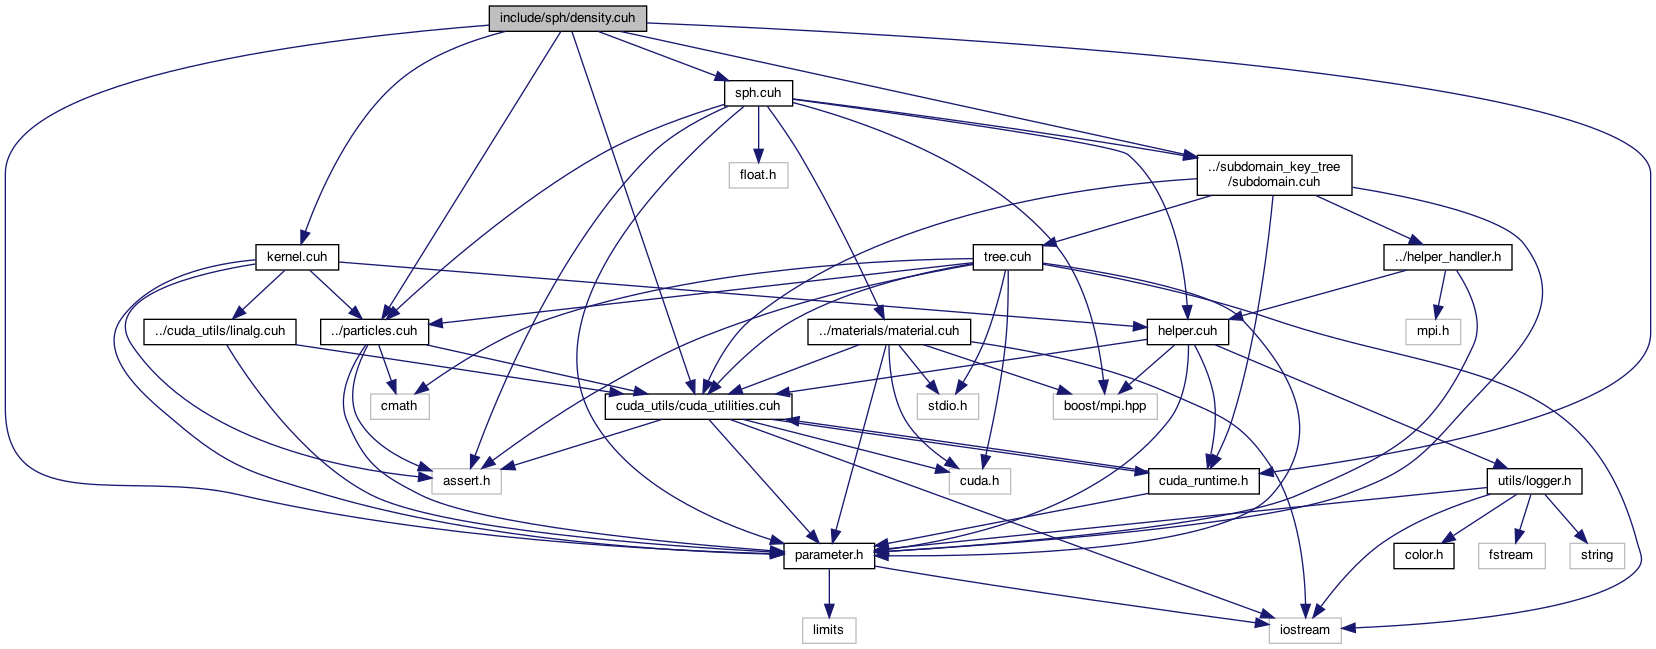 include/sph/density.cuh
sph.cuh
float.h
../subdomain_key_tree
/subdomain.cuh
kernel.cuh
tree.cuh
../helper_handler.h
../cuda_utils/linalg.cuh
../particles.cuh
../materials/material.cuh
helper.cuh
mpi.h
cmath
cuda_utils/cuda_utilities.cuh
stdio.h
boost/mpi.hpp
assert.h
cuda.h
cuda_runtime.h
utils/logger.h
parameter.h
color.h
fstream
string
limits
iostream